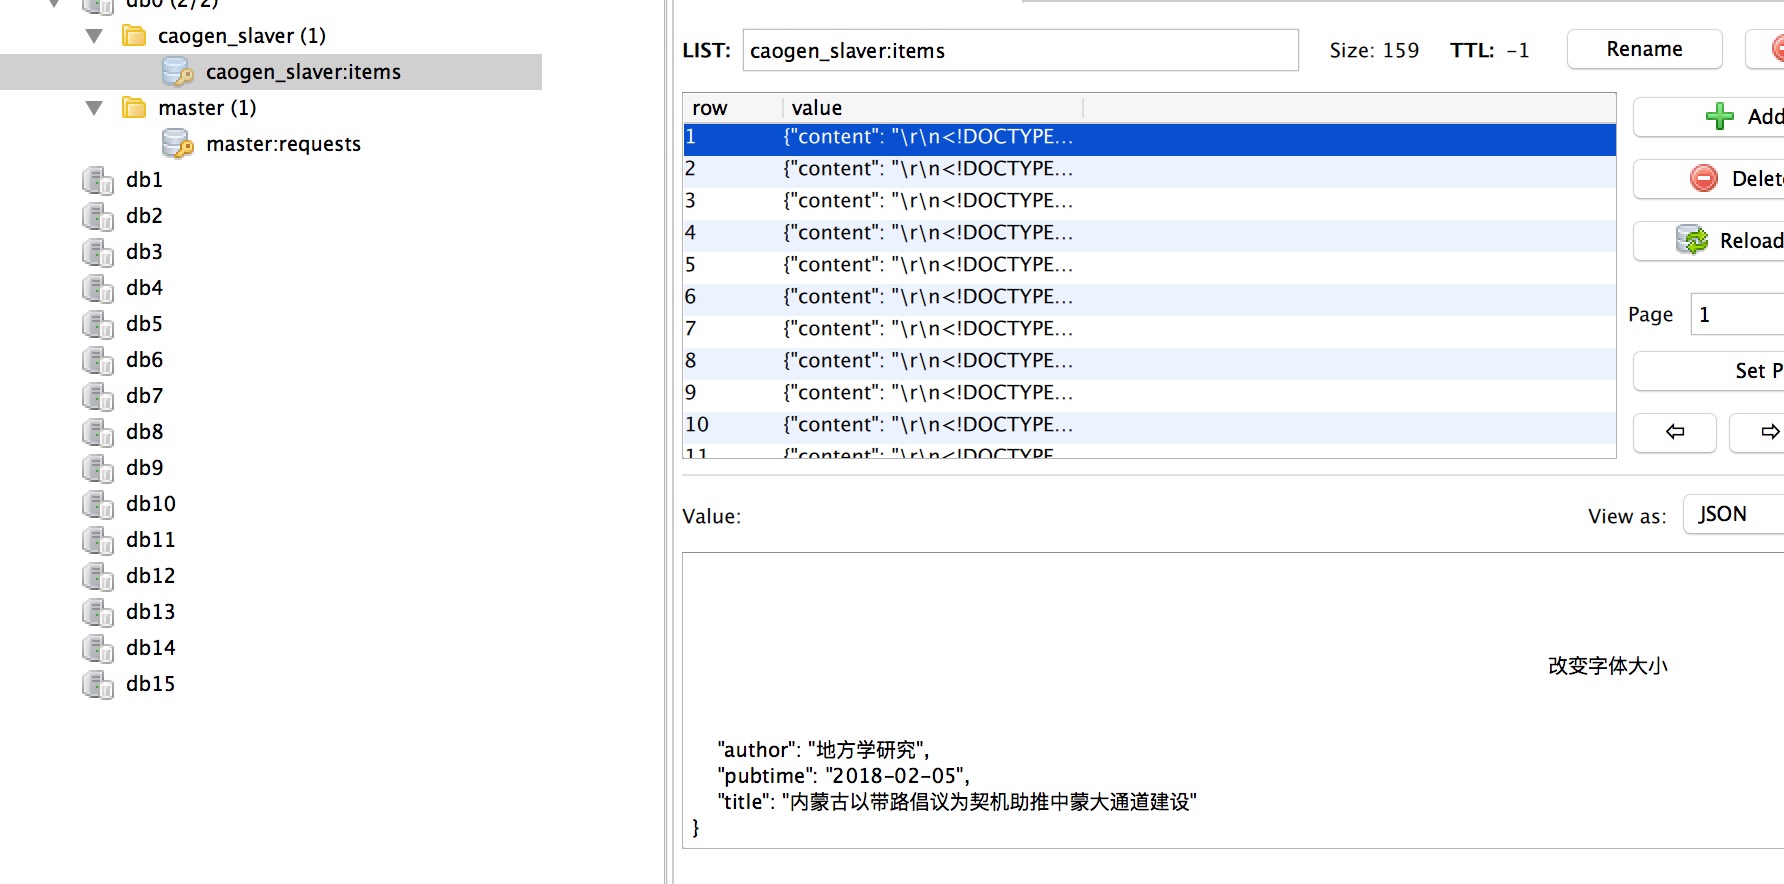 db0 (2/2)
caogen_slaver (1)
caogen_slaver:items
master (1)
master:requests
db1
db2
db3
db4
db5
db6
db7
db8
db9
db10
db11
db12
db13
db14
db15
LIST: caogen_slaver:items Size: 159 TTL: -1 Rename
row value
1 {"content": "\r\n<!DOCTYPE...
2 {"content": "\r\n<!DOCTYPE...
3 {"content": "\r\n<!DOCTYPE...
4 {"content": "\r\n<!DOCTYPE...
5 {"content": "\r\n<!DOCTYPE...
6 {"content": "\r\n<!DOCTYPE...
7 {"content": "\r\n<!DOCTYPE...
8 {"content": "\r\n<!DOCTYPE...
9 {"content": "\r\n<!DOCTYPE...
10 {"content": "\r\n<!DOCTYPE...
11 {"content": "\r\n<!DOCTYPE...
Add
Delete
Reload
Page 1
Set P
Value: View as: JSON
改变字体大小
"author": "地方学研究",
"pubtime": "2018-02-05",
"title": "内蒙古以带路倡议为契机助推中蒙大通道建设"
}